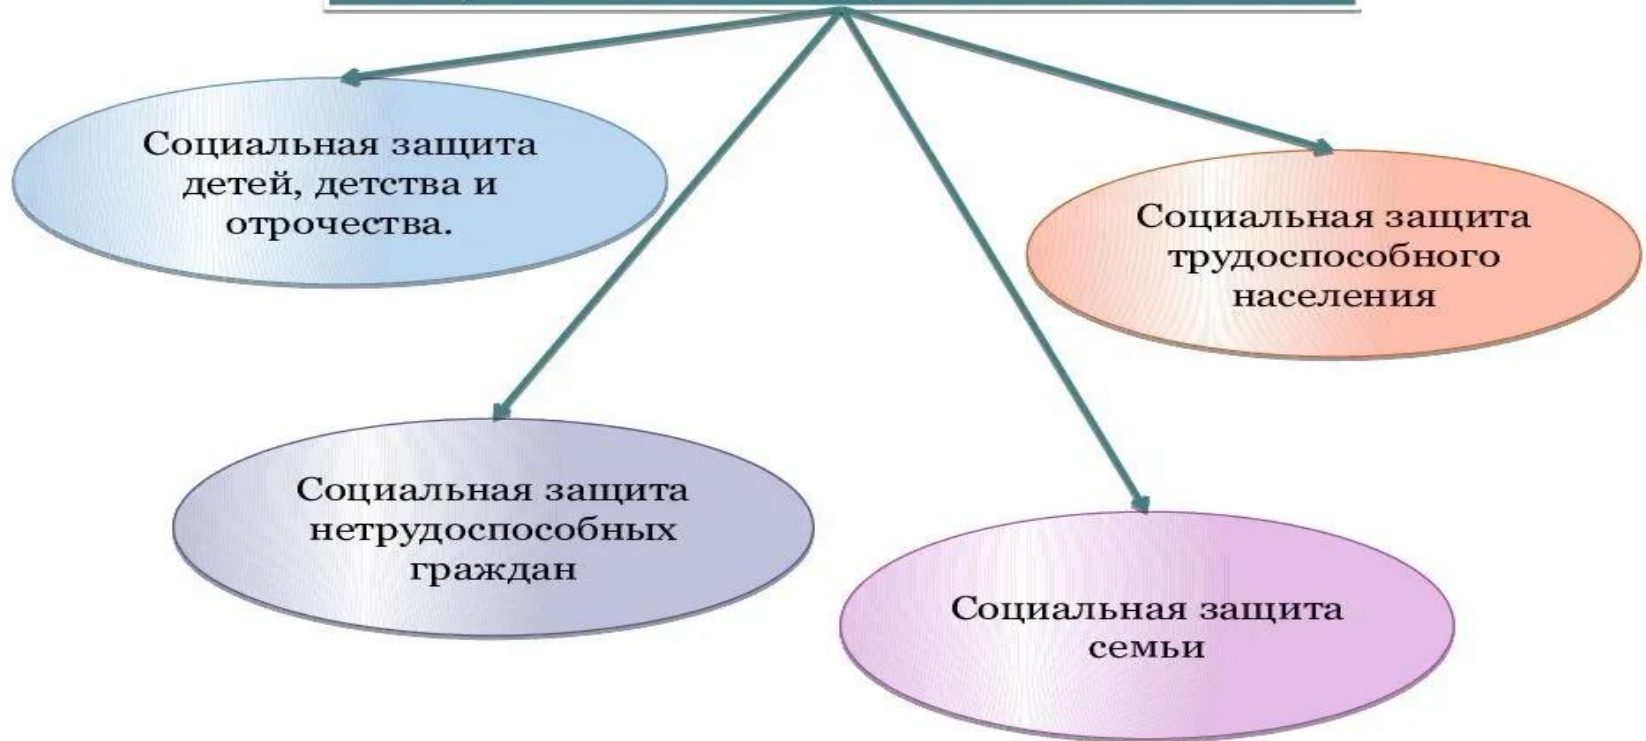 Социальная защита
детей, детства и
отрочества.
Социальная защита
трудоспособного
населения
Социальная защита
нетрудоспособных
граждан
Социальная защита
семьи